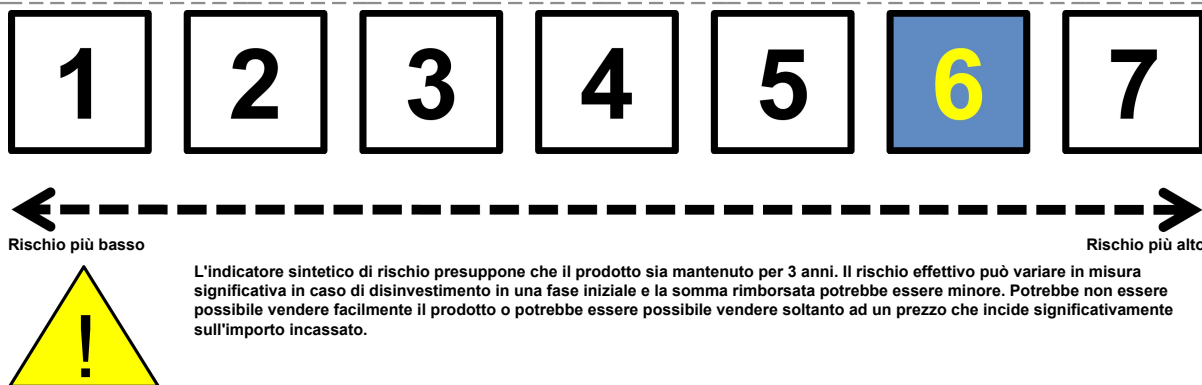 1 2 3 4 5 6 7
Rischio più basso Rischio più alto
L'indicatore sintetico di rischio presuppone che il prodotto sia mantenuto per 3 anni. Il rischio effettivo può variare in misura
significativa in caso di disinvestimento in una fase iniziale e la somma rimborsata potrebbe essere minore. Potrebbe non essere
possibile vendere facilmente il prodotto o potrebbe essere possibile vendere soltanto ad un prezzo che incide significativamente
sull'importo incassato.
!